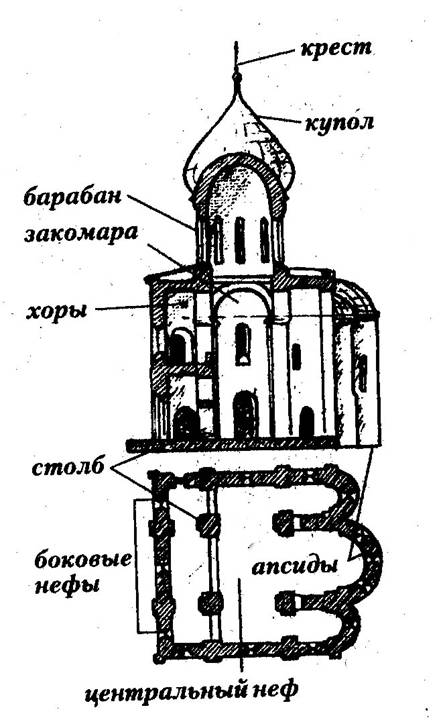 крест
купол
барабан
закомара
хоры
столб
боковые
нефы
апсиды
центральный неф